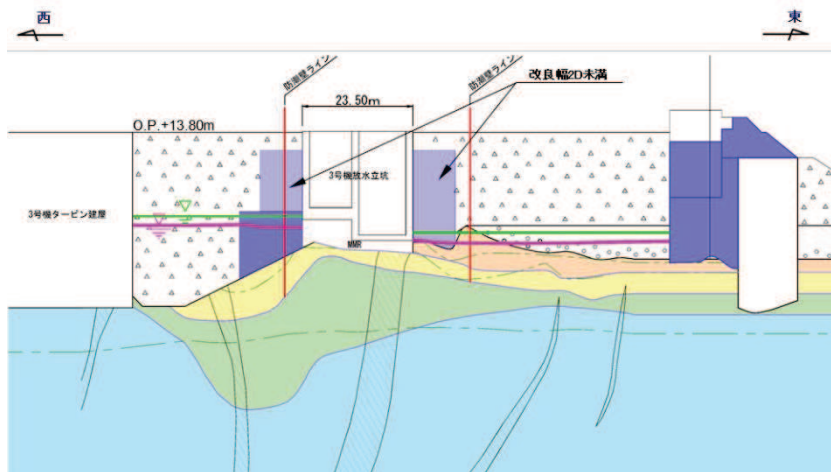 西
東
防潮壁ライン
防潮壁ライン
改良幅2D未満
23.50m
O.P.+13.80m
3号機放水立坑
3号機タービン建屋
MMR